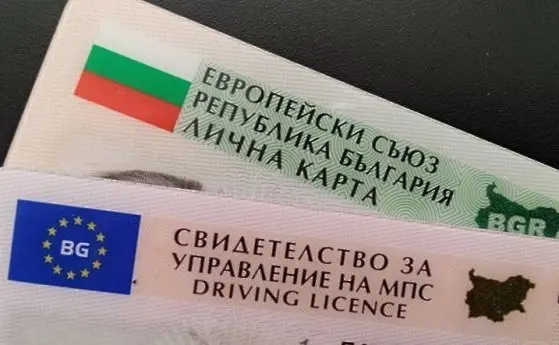 ЕВРОПЕЙСКИ СЪЮЗ
РЕПУБЛИКА БЪЛГАРИЯ
ЛИЧНА КАРТА
BGR
BG
СВИДЕТЕЛСТВО ЗА
УПРАВЛЕНИЕ НА МПС
DRIVING LICENCE